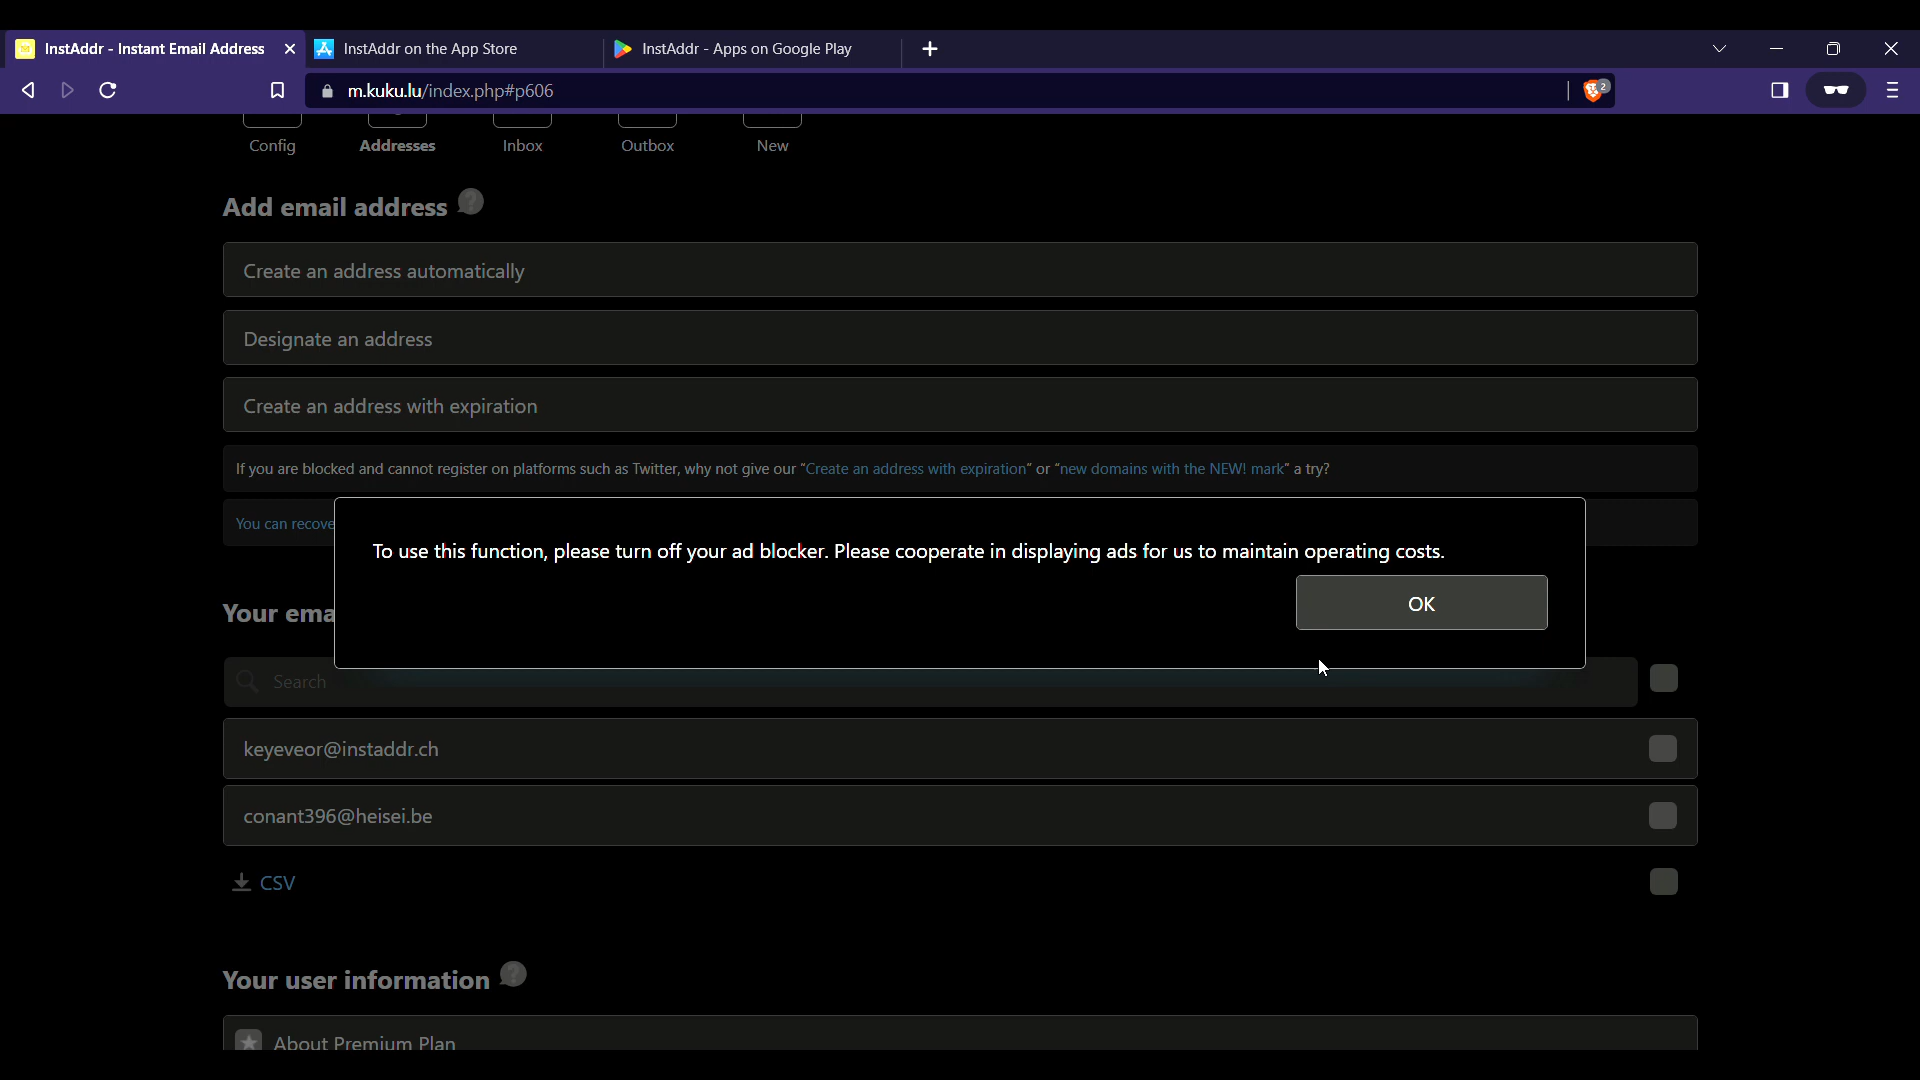 InstAddr - Instant Email Address
InstAddr on the App Store
InstAddr - Apps on Google Play
m.kuku.lu/index.php#p606
2
Config
Addresses
Inbox
Outbox
New
Add email address
Create an address automatically
Designate an address
Create an address with expiration
If you are blocked and cannot register on platforms such as Twitter, why not give our "Create an address with expiration" or "new domains with the NEW! mark" a try?
You can recove
To use this function, please turn off your ad blocker. Please cooperate in displaying ads for us to maintain operating costs.
OK
Your ema
Search
keyeveor@instaddr.ch
conant396@heisei.be
CSV
Your user information
About Premium Plan